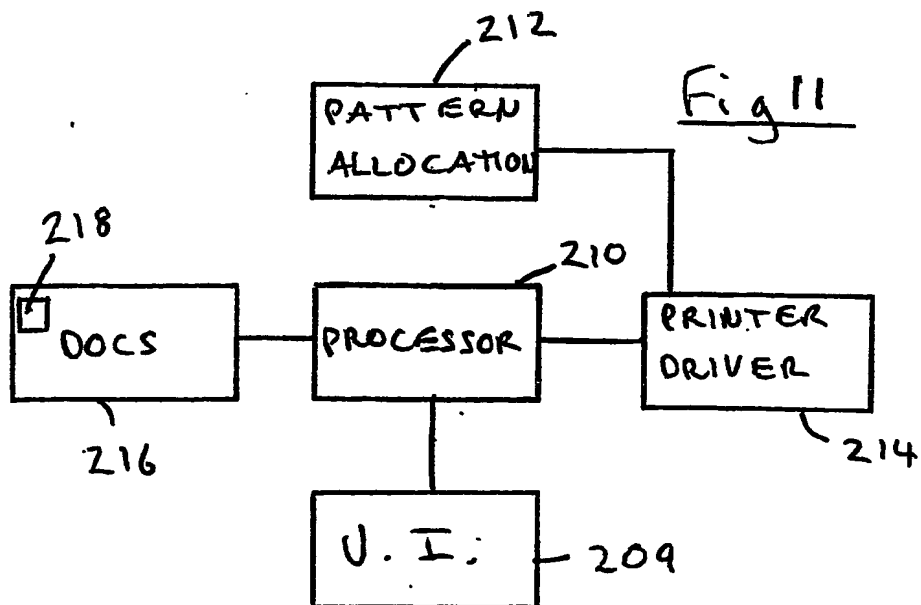 212
Fig 11
PATTERN
ALLOCATION
218
210
DOCS
PROCESSOR
PRINTER
DRIVER
216
214
U. I.
209